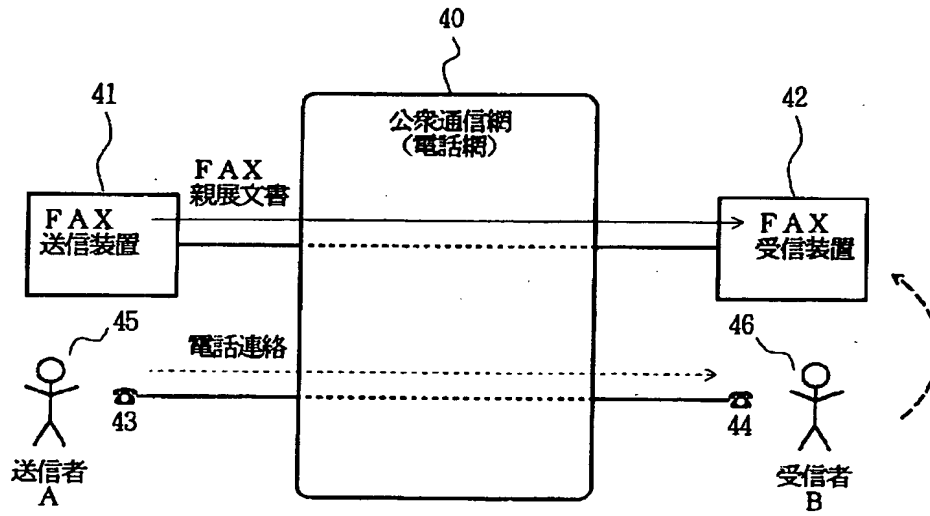 40
41
公衆通信網
(電話網)
42
FAX
親展文書
FAX
送信装置
FAX
受信装置
45
電話連絡
46
43
44
送信者
A
受信者
B